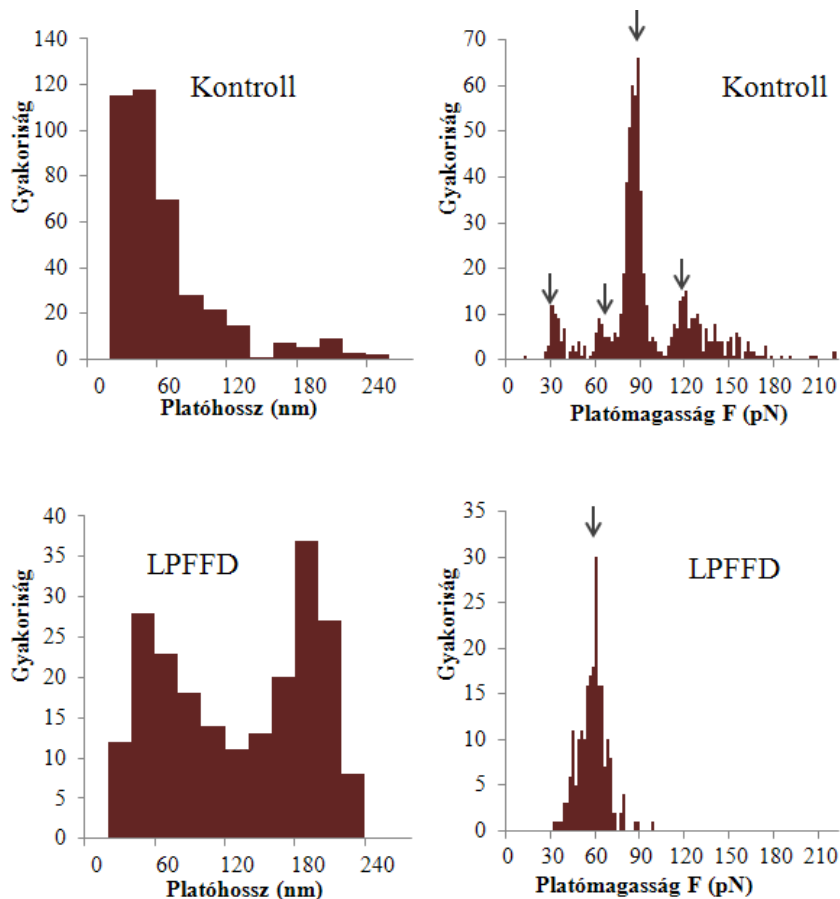 140
120
100
80
60
40
20
0
Gyakoriság
Kontroll
0 60 120 180 240
Platóhossz (nm)
70
60
50
40
30
20
10
0
Gyakoriság
Kontroll
0 30 60 90 120 150 180 210
Platómagasság F (pN)
40
35
30
25
20
15
10
5
0
Gyakoriság
LPFFD
0 60 120 180 240
Platóhossz (nm)
35
30
25
20
15
10
5
0
Gyakoriság
LPFFD
0 30 60 90 120 150 180 210
Platómagasság F (pN)